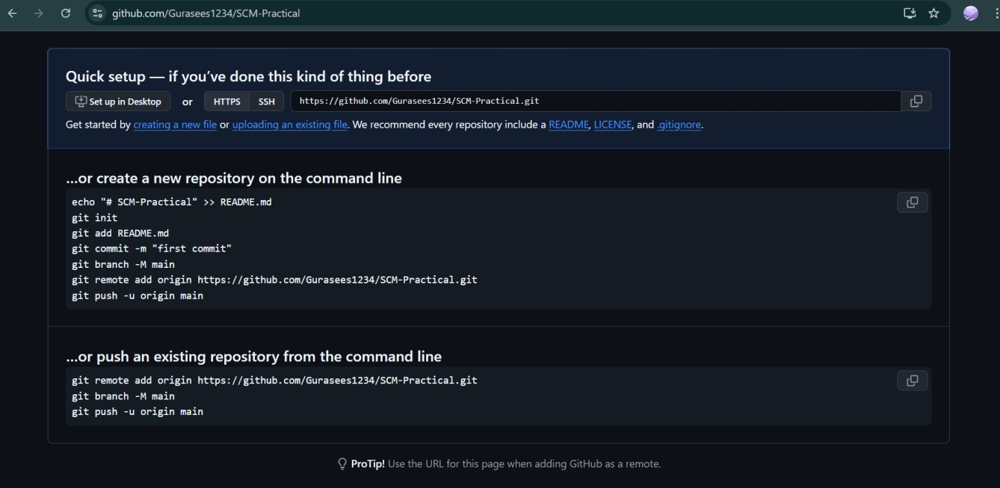 github.com/Gurasees1234/SCM-Practical
Quick setup — if you've done this kind of thing before
Set up in Desktop or HTTPS SSH https://github.com/Gurasees1234/SCM-Practical.git
Get started by creating a new file or uploading an existing file. We recommend every repository include a README, LICENSE, and .gitignore.
…or create a new repository on the command line
echo "# SCM-Practical" >> README.md
git init
git add README.md
git commit -m "first commit"
git branch -M main
git remote add origin https://github.com/Gurasees1234/SCM-Practical.git
git push -u origin main
…or push an existing repository from the command line
git remote add origin https://github.com/Gurasees1234/SCM-Practical.git
git branch -M main
git push -u origin main
ProTip! Use the URL for this page when adding GitHub as a remote.